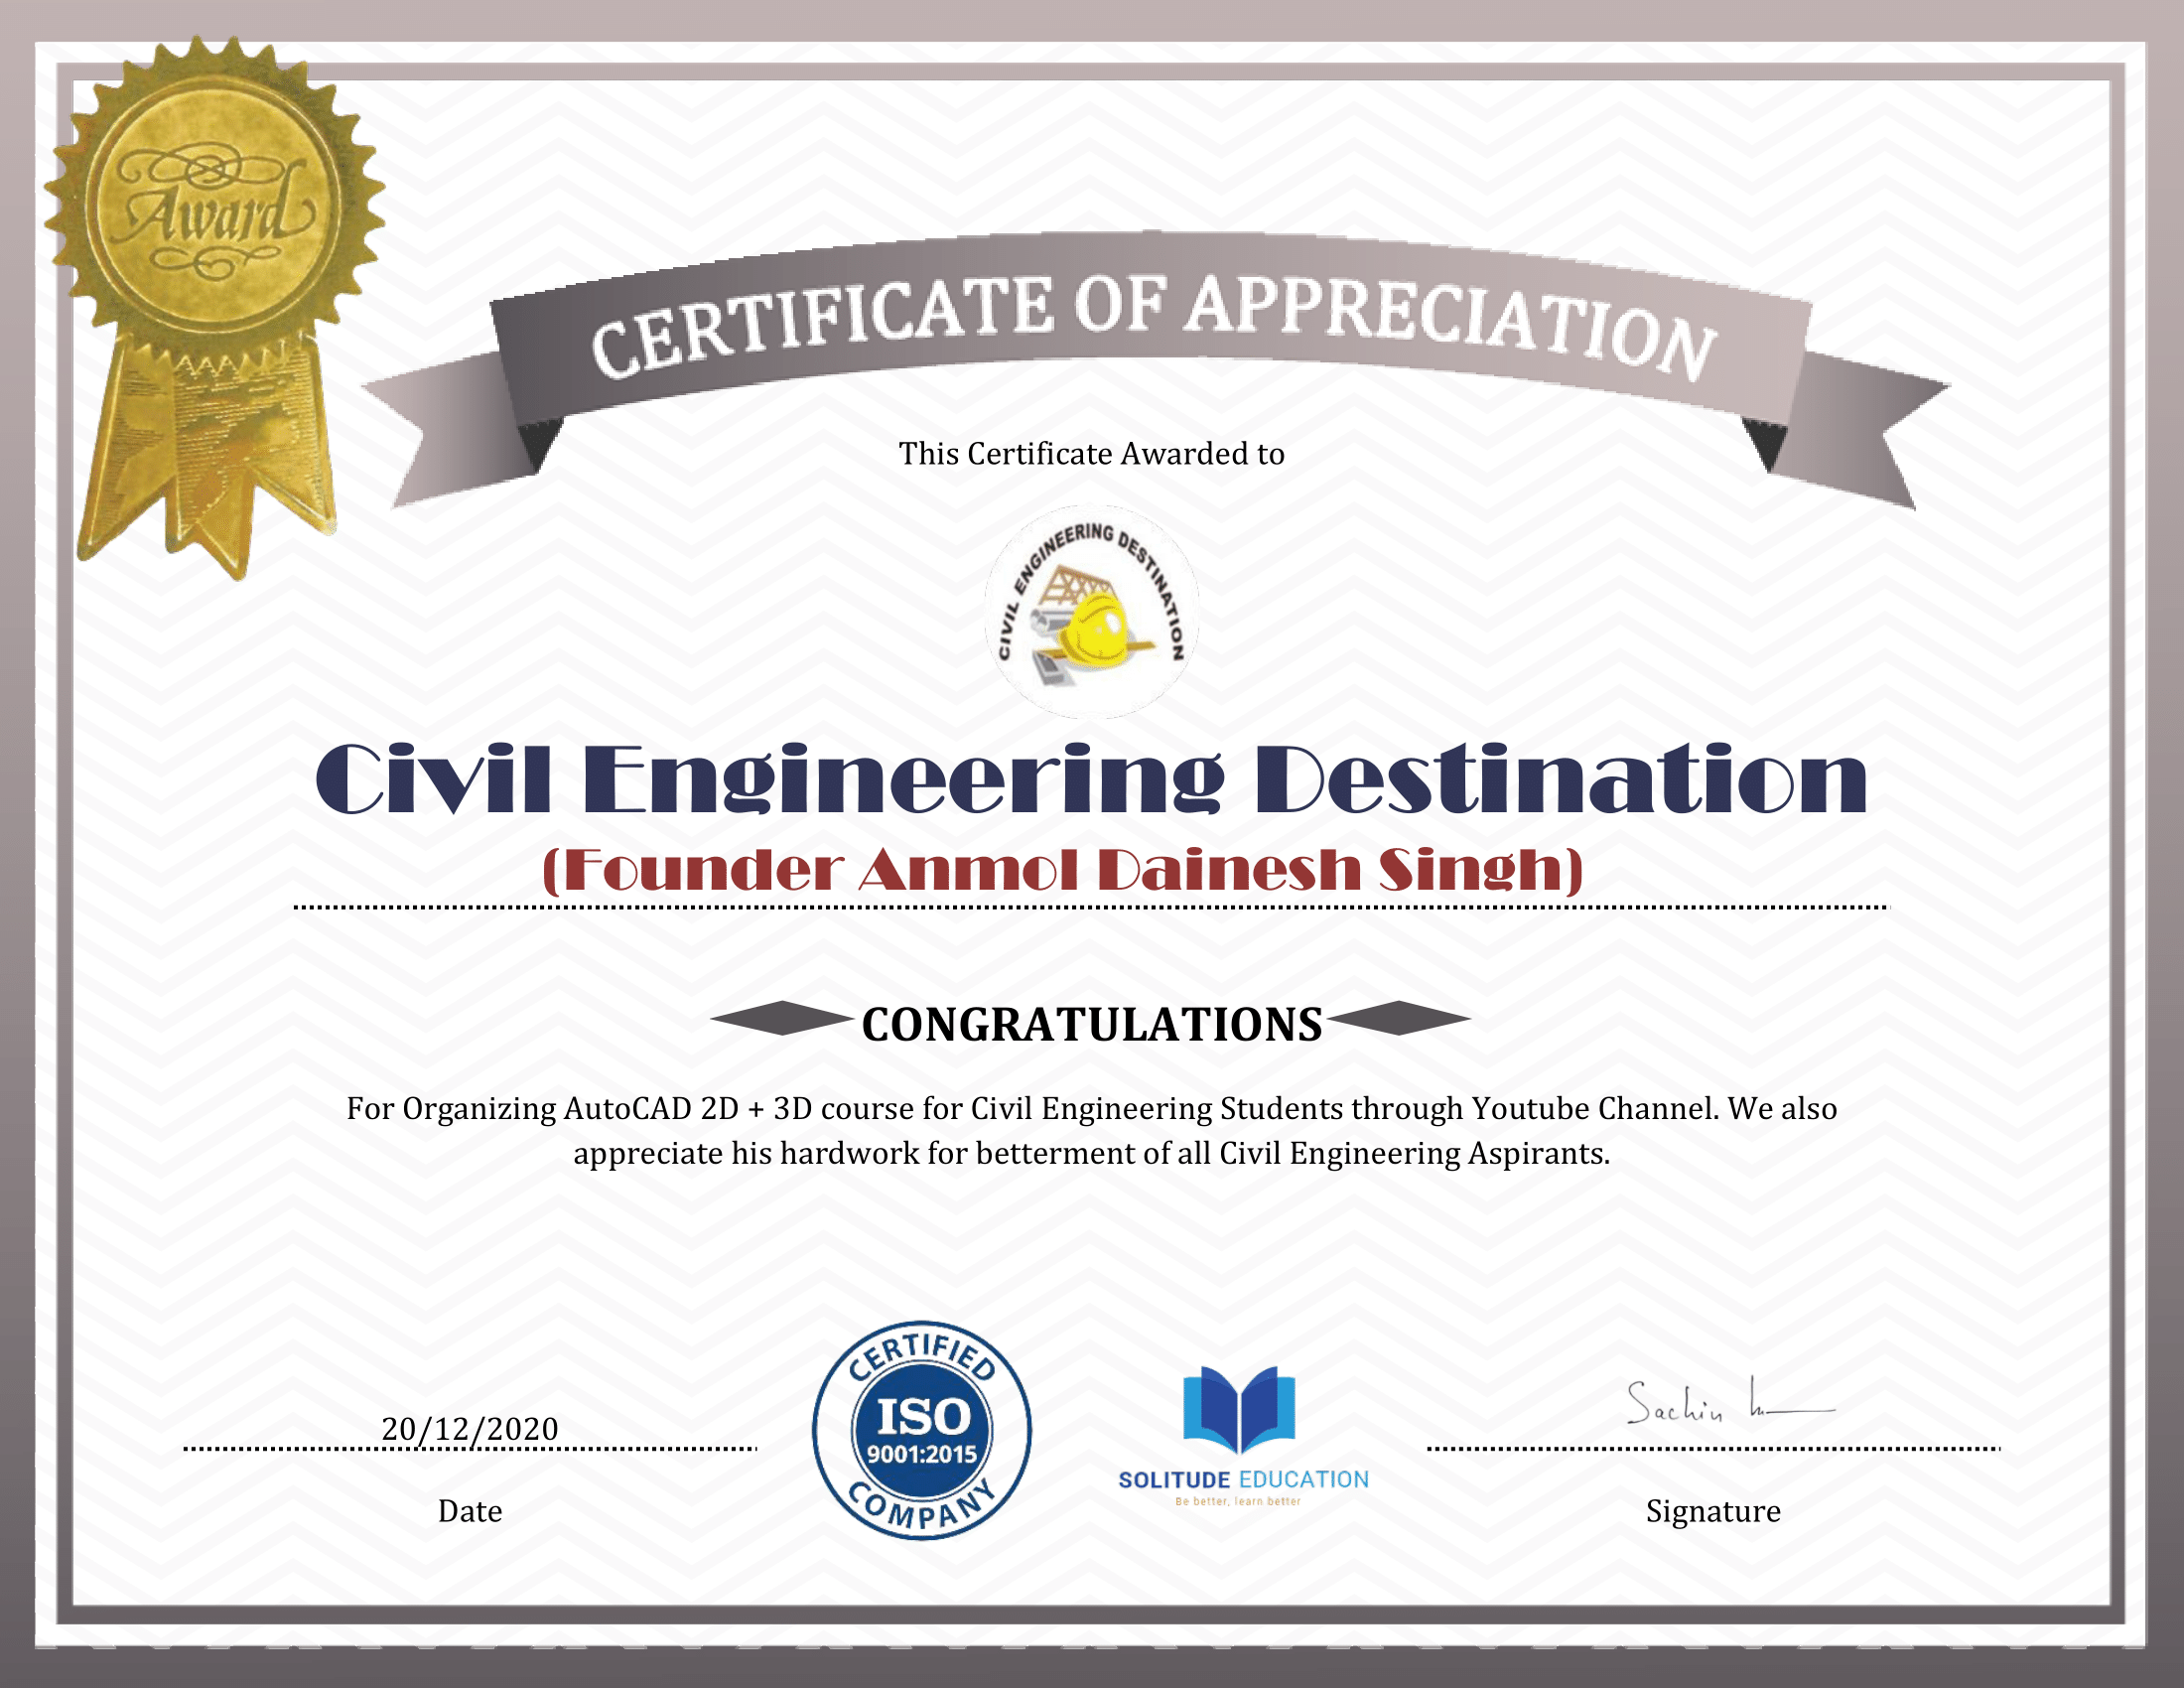 Award
CERTIFICATE OF APPRECIATION
This Certificate Awarded to
CIVIL ENGINEERING DESTINATION
Civil Engineering Destination
(Founder Anmol Dainesh Singh)
CONGRATULATIONS
For Organizing AutoCAD 2D + 3D course for Civil Engineering Students through Youtube Channel. We also
appreciate his hardwork for betterment of all Civil Engineering Aspirants.
20/12/2020
Date
CERTIFIED
ISO
9001:2015
COMPANY
SOLITUDE EDUCATION
Be better, learn better
Sachin
Signature